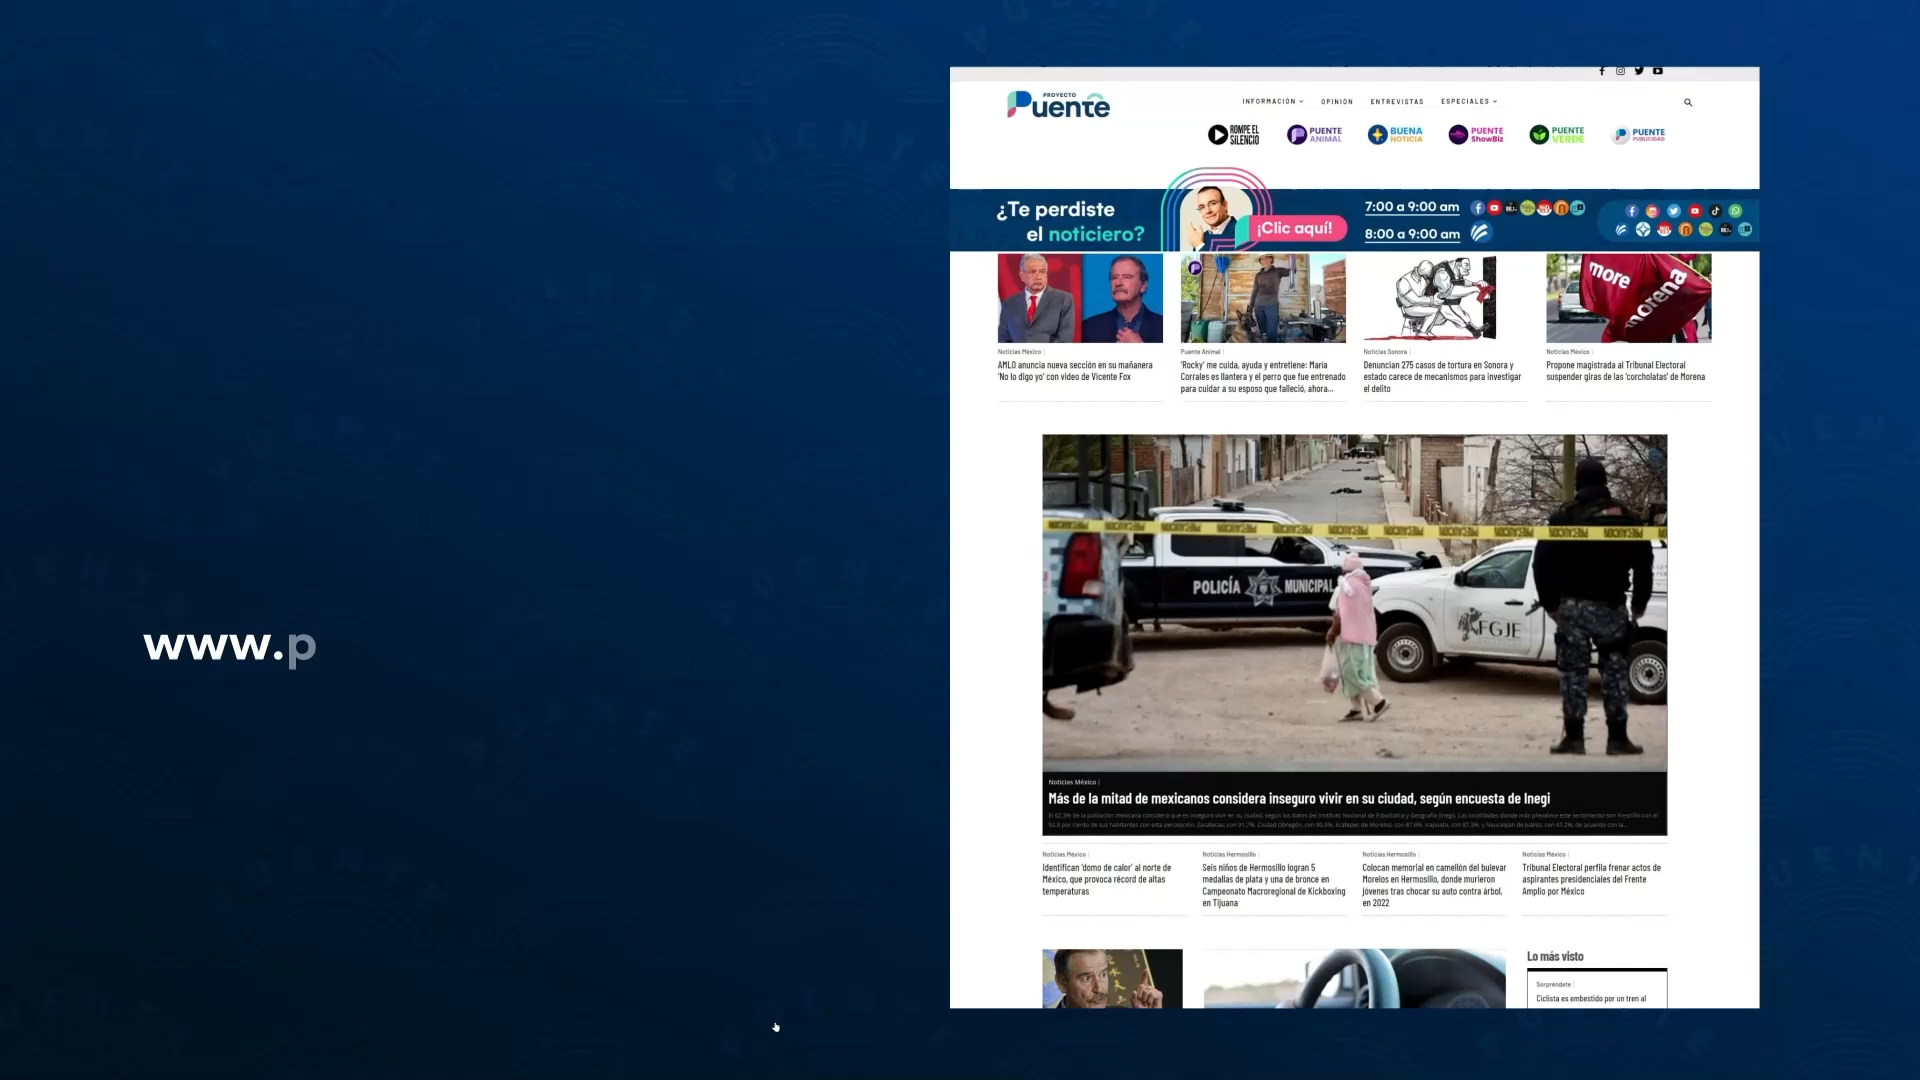 www.p
PROYECTO
Puente
INFORMACIÓN
OPINIÓN
ENTREVISTAS
ESPECIALES
ROMPE EL
SILENCIO
PUENTE
ANIMAL
BUENA
NOTICIA
PUENTE
ShowBiz
PUENTE
VERDE
PUENTE
PUBLICIDAD
¿Te perdiste
el noticiero?
¡Clic aquí!
7:00 a 9:00 am
8:00 a 9:00 am
more
morena
Noticias México |
AMLO anuncia nueva sección en su mañanera
'No lo digo yo' con video de Vicente Fox
Puente Animal |
'Rocky' me cuida, ayuda y entretiene: María
Corrales es llantera y el perro que fue entrenado
para cuidar a su esposo que falleció, ahora...
Noticias Sonora |
Denuncian 275 casos de tortura en Sonora y
estado carece de mecanismos para investigar
el delito
Noticias México |
Propone magistrada al Tribunal Electoral
suspender giras de las 'corcholatas' de Morena
POLICÍA MUNICIPAL
FGJE
Noticias México |
Más de la mitad de mexicanos considera inseguro vivir en su ciudad, según encuesta de Inegi
Noticias México |
Identifican 'domo de calor' al norte de
México, que provoca récord de altas
temperaturas
Noticias Hermosillo |
Seis niños de Hermosillo logran 5
medallas de plata y una de bronce en
Campeonato Macroregional de Kickboxing
en Tijuana
Noticias Hermosillo |
Colocan memorial en camellón del bulevar
Morelos en Hermosillo, donde murieron
jóvenes tras chocar su auto contra árbol,
en 2022
Noticias México |
Tribunal Electoral perfila frenar actos de
aspirantes presidenciales del Frente
Amplio por México
Lo más visto
Sorpréndete |
Ciclista es embestido por un tren al